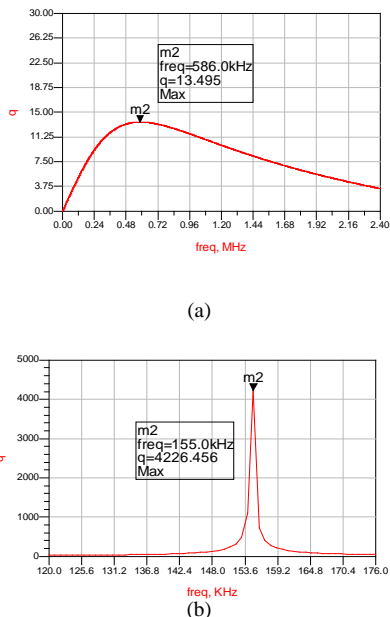 (a)
30.00
26.25
22.50
18.75
15.00
11.25
7.50
3.75
0.00
q
m2
freq=586.0kHz
q=13.495
Max
m2
0.00 0.24 0.48 0.72 0.96 1.20 1.44 1.68 1.92 2.16 2.40
freq, MHz
(a)
5000
4000
3000
2000
1000
0
q
m2
m2
freq=155.0kHz
q=4226.456
Max
120.0 125.6 131.2 136.8 142.4 148.0 153.6 159.2 164.8 170.4 176.0
freq, KHz
(b)